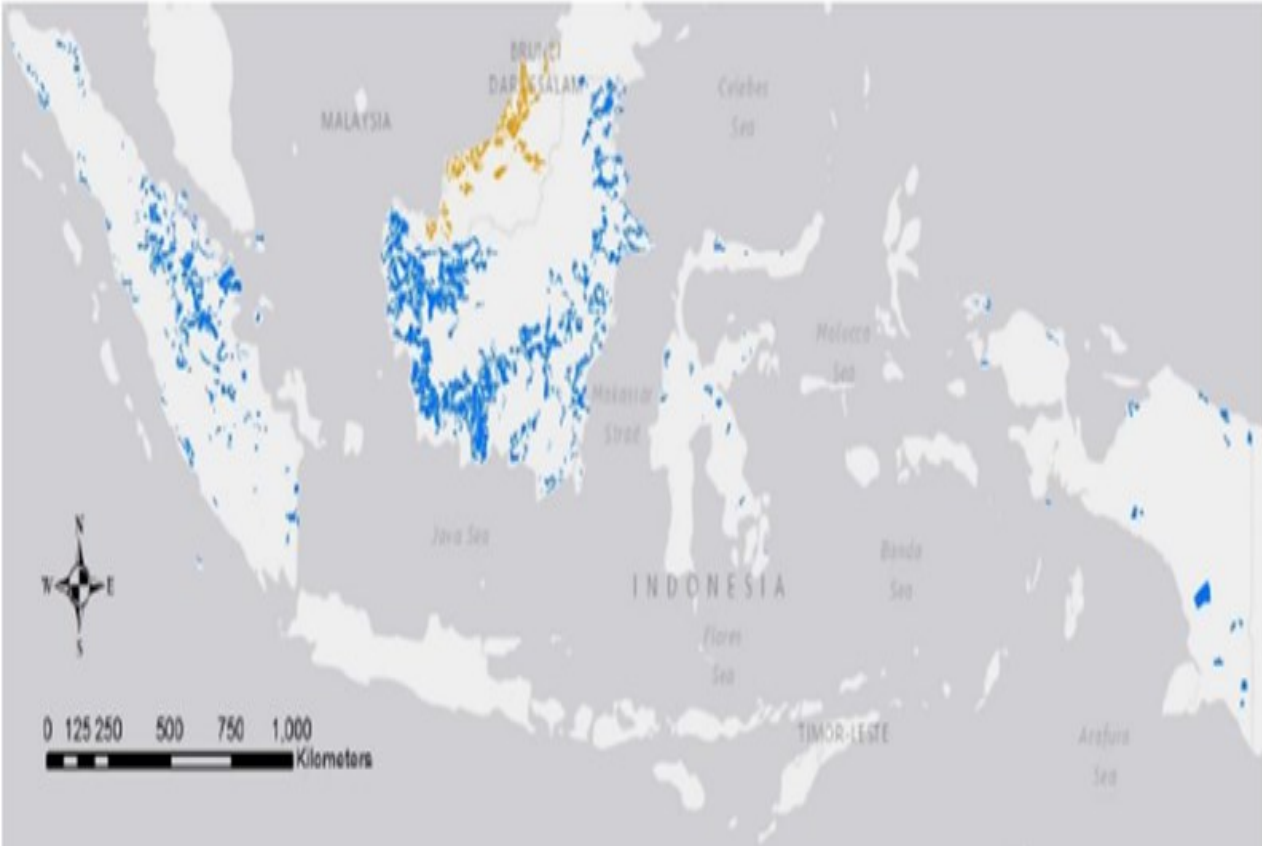 BRUNEI
DARUSSALAM
Celebes
Sea
MALAYSIA
Molucca
Sea
Makassar
Strait
Java Sea
N
W E
S
INDONESIA
Banda
Sea
Flores
Sea
0 125 250 500 750 1,000
Kilometers
TIMOR-LESTE
Arafura
Sea